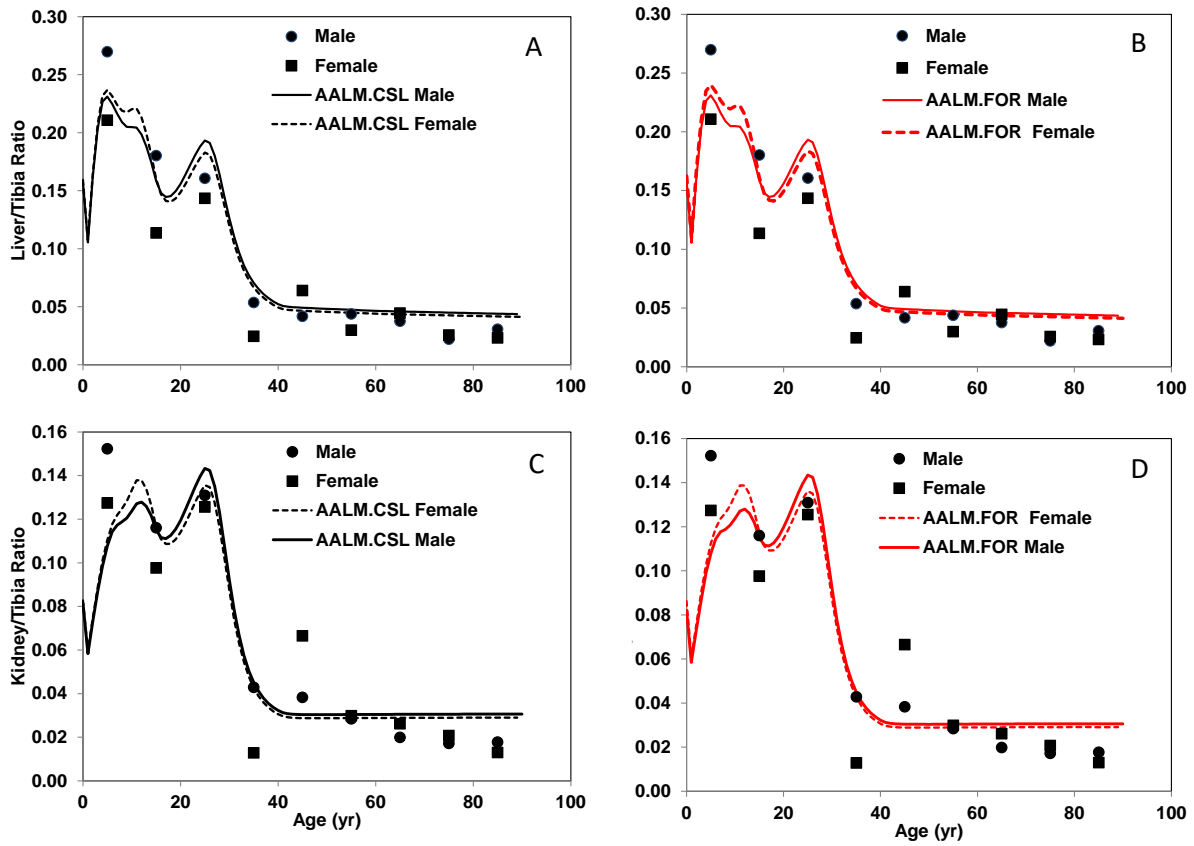 A
Male
Female
AALM.CSL Male
AALM.CSL Female
Liver/Tibia Ratio
0.30
0.25
0.20
0.15
0.10
0.05
0.00
0 20 40 60 80 100
B
Male
Female
AALM.FOR Male
AALM.FOR Female
0.30
0.25
0.20
0.15
0.10
0.05
0.00
0 20 40 60 80 100
C
Male
Female
AALM.CSL Female
AALM.CSL Male
Kidney/Tibia Ratio
0.16
0.14
0.12
0.10
0.08
0.06
0.04
0.02
0.00
0 20 40 60 80 100
Age (yr)
D
Male
Female
AALM.FOR Female
AALM.FOR Male
0.16
0.14
0.12
0.10
0.08
0.06
0.04
0.02
0.00
0 20 40 60 80 100
Age (yr)